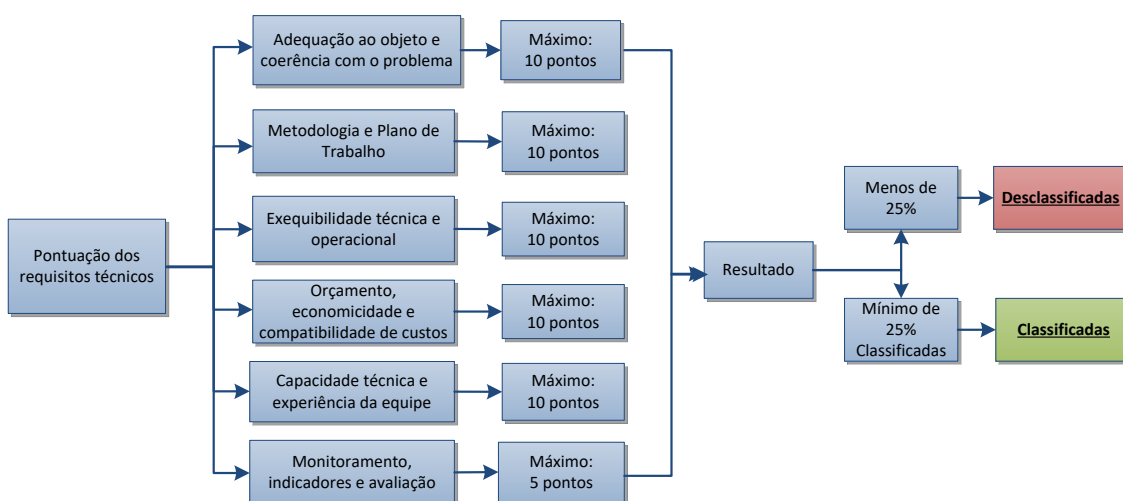 Pontuação dos
requisitos técnicos
Adequação ao objeto e
coerência com o problema
Máximo:
10 pontos
Metodologia e Plano de
Trabalho
Máximo:
10 pontos
Exequibilidade técnica e
operacional
Máximo:
10 pontos
Orçamento,
economicidade e
compatibilidade de custos
Máximo:
10 pontos
Capacidade técnica e
experiência da equipe
Máximo:
10 pontos
Monitoramento,
indicadores e avaliação
Máximo:
5 pontos
Resultado
Menos de
25%
Desclassificadas
Mínimo de
25%
Classificadas
Classificadas